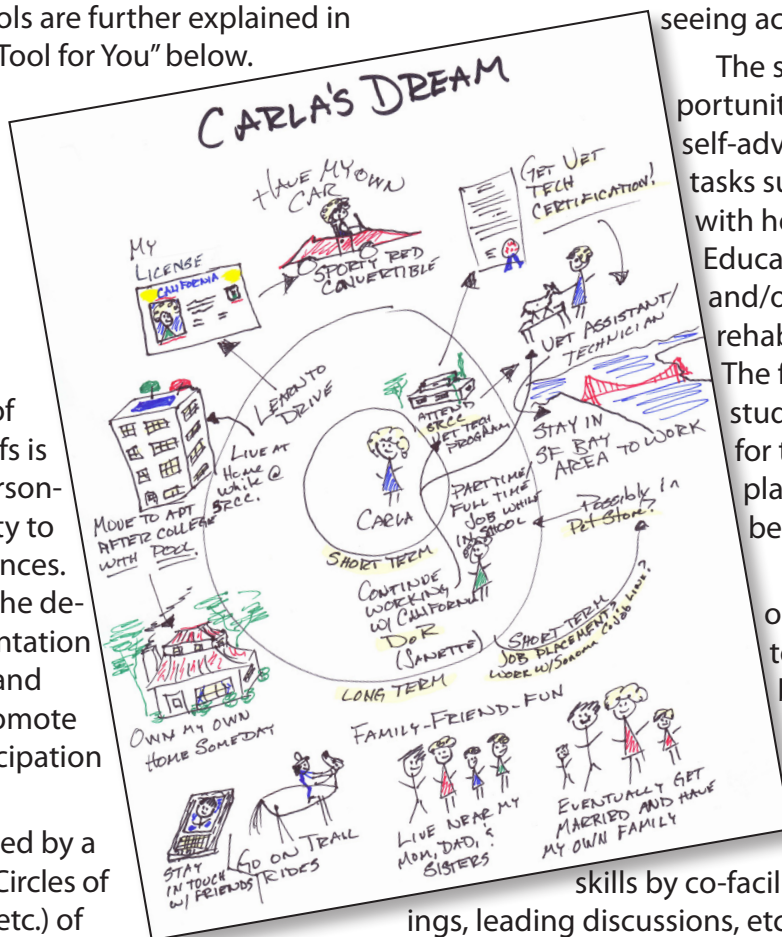 ols are further explained in
Tool for You” below.
of
fs is
rson-
ty to
nces.
he de-
ntation
and
omote
cipation
ed by a
Circles of
etc.) of
seeing ac
The s
portunit
self-adv
tasks su
with he
Educa
and/o
rehab
The f
stud
for t
pla
be
o
skills by co-facil
ings, leading discussions, etc
CARLA'S DREAM
HAVE MY OWN
CAR
SPORTY RED
CONVERTIBLE
GET VET
TECH
CERTIFICATION!
MY
LICENSE
CALIFORNIA
VET ASSISTANT/
TECHNICIAN
LEARN TO
DRIVE
ATTEND
SRCC
VET TECH
PROGRAM
STAY IN
SF BAY
AREA TO WORK
LIVE AT
Home
while @
SRCC.
CARLA
PART TIME/
FULL TIME
JOB WHILE
IN SCHOOL
Possibly in
Pet Store?
MOVE TO APT
AFTER COLLEGE
WITH POOL
SHORT TERM
CONTINUE
WORKING
W/ CALIFORNIA
DoR
(SANETTE)
SHORT TERM
JOB PLACEMENT?
WORK W/Sonoma
LONG TERM
OWN MY OWN
HOME SOMEDAY
FAMILY-FRIEND-FUN
STAY
IN TOUCH
W/ FRIENDS
GO ON TRAIL
RIDES
LIVE NEAR MY
MOM, DAD, &
SISTERS
EVENTUALLY GET
MARRIED AND HAVE
MY OWN FAMILY